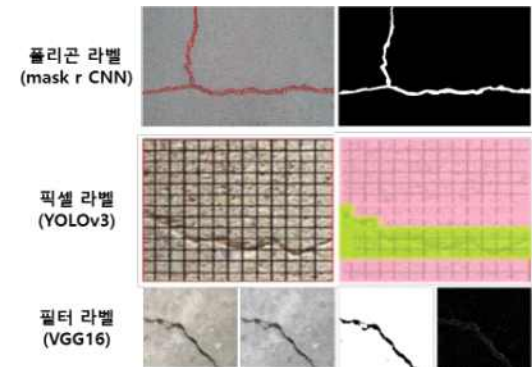 폴리곤 라벨
(mask r CNN)
픽셀 라벨
(YOLOv3)
필터 라벨
(VGG16)